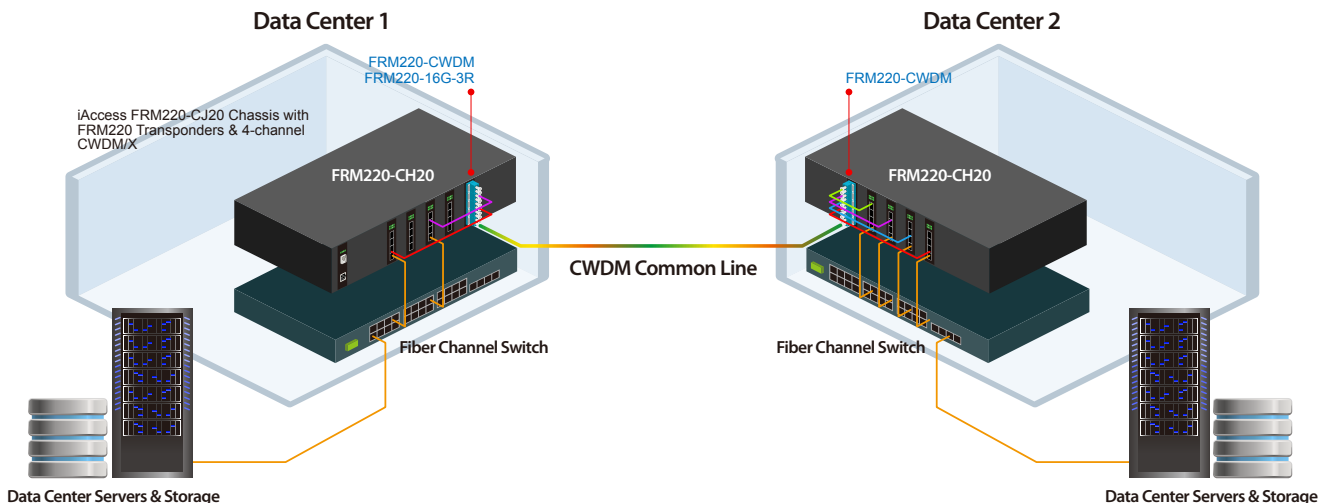 Data Center 1
Data Center 2
FRM220-CWDM
FRM220-16G-3R
FRM220-CWDM
iAccess FRM220-CJ20 Chassis with
FRM220 Transponders & 4-channel
CWDM/X
FRM220-CH20
FRM220-CH20
CWDM Common Line
Fiber Channel Switch
Fiber Channel Switch
Data Center Servers & Storage
Data Center Servers & Storage